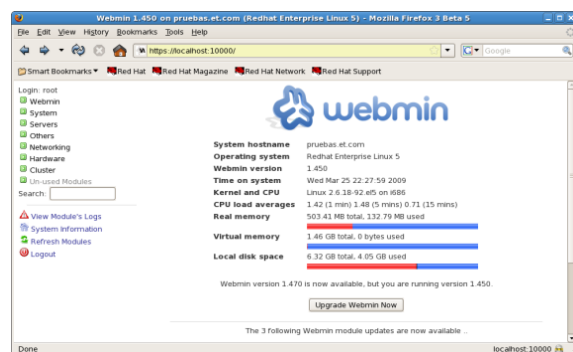 Webmin 1.450 on pruebas.et.com (Redhat Enterprise Linux 5) - Mozilla Firefox 3 Beta 5
File Edit View History Bookmarks Tools Help
https://localhost:10000/
Google
Smart Bookmarks Red Hat Red Hat Magazine Red Hat Network Red Hat Support
Login: root
Webmin
System
Servers
Others
Networking
Hardware
Cluster
Un-used Modules
Search:
View Module's Logs
System Information
Refresh Modules
Logout
webmin
System hostname pruebas.et.com
Operating system Redhat Enterprise Linux 5
Webmin version 1.450
Time on system Wed Mar 25 22:27:59 2009
Kernel and CPU Linux 2.6.18-92.el5 on i686
CPU load averages 1.42 (1 min) 1.48 (5 mins) 0.71 (15 mins)
Real memory 503.41 MB total, 132.79 MB used
Virtual memory 1.46 GB total, 0 bytes used
Local disk space 6.32 GB total, 4.05 GB used
Webmin version 1.470 is now available, but you are running version 1.450.
Upgrade Webmin Now
The 3 following Webmin module updates are now available ..
Done localhost:10000